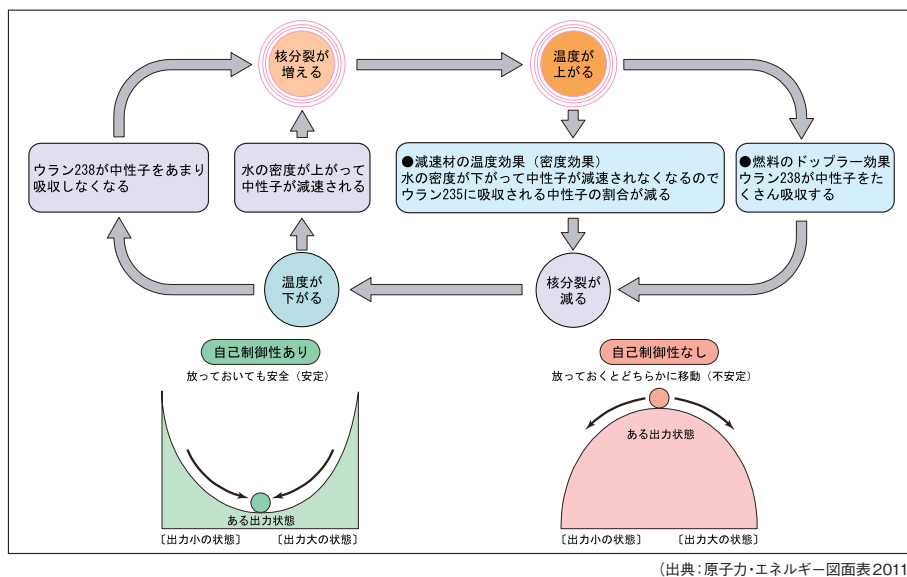 核分裂が
増える
温度が
上がる
ウラン238が中性子をあまり
吸収しなくなる
水の密度が上がって
中性子が減速される
●減速材の温度効果（密度効果）
水の密度が下がって中性子が減速されなくなるので
ウラン235に吸収される中性子の割合が減る
●燃料のドップラー効果
ウラン238が中性子をた
くさん吸収する
温度が
下がる
核分裂が
減る
自己制御性あり
放っておいても安全（安定）
ある出力状態
〔出力小の状態〕
〔出力大の状態〕
自己制御性なし
放っておくとどちらかに移動（不安定）
ある出力状態
〔出力小の状態〕
〔出力大の状態〕
（出典：原子力・エネルギー図面表2011